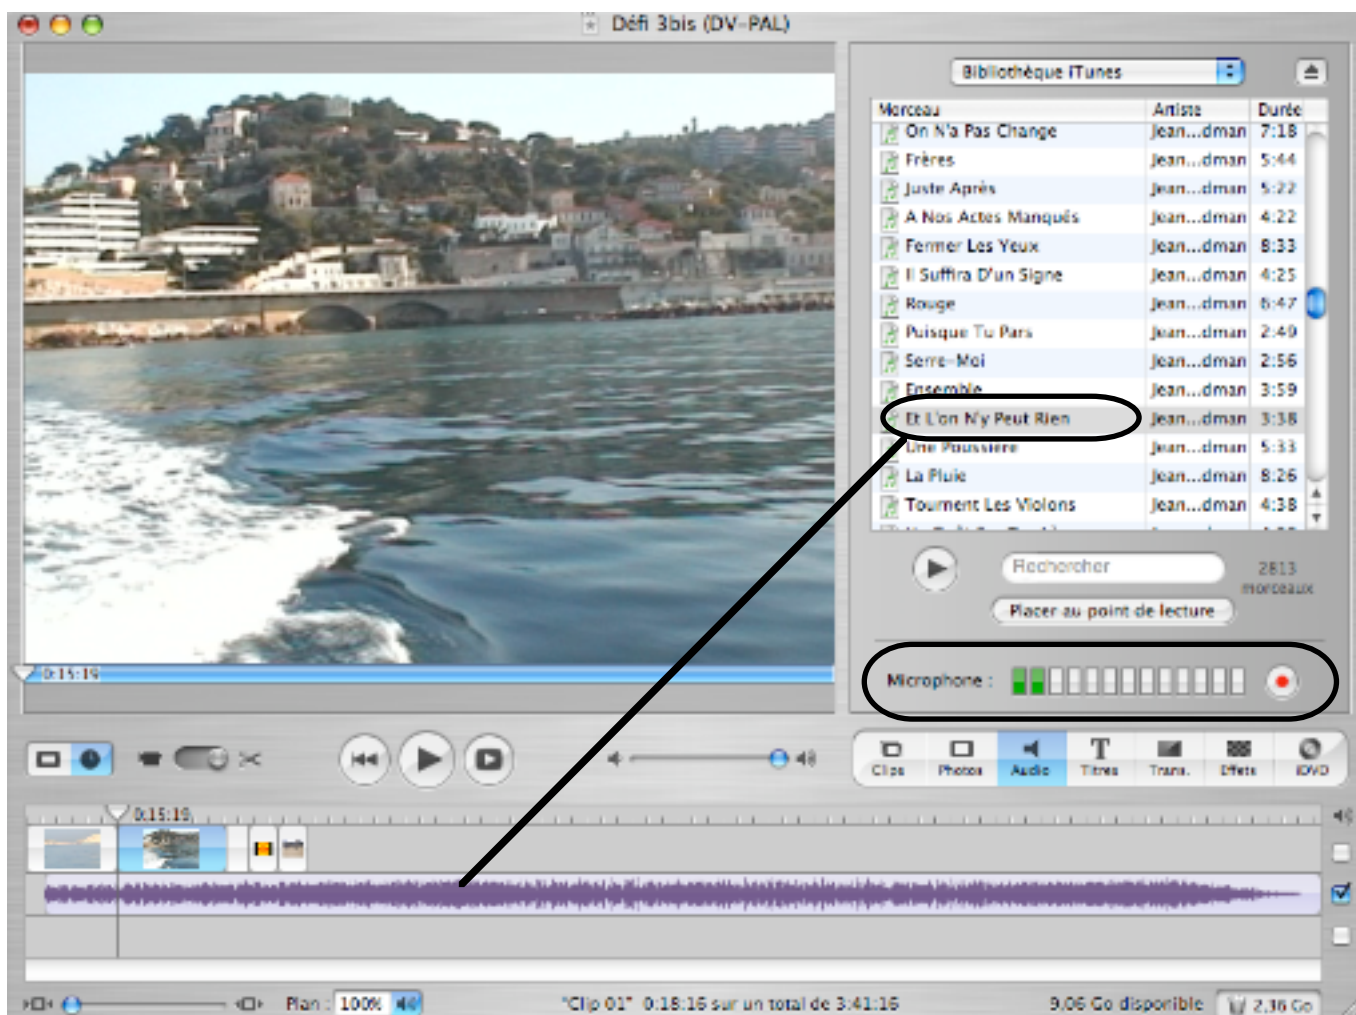 Défi 3bis (DV-PAL)
Bibliothèque iTunes
Morceau Artiste Durée
On N'a Pas Change Jean...dman 7:18
Frères Jean...dman 5:44
Juste Après Jean...dman 5:22
A Nos Actes Manqués Jean...dman 4:22
Fermer Les Yeux Jean...dman 8:33
Il Suffira D'un Signe Jean...dman 4:25
Rouge Jean...dman 6:47
Puisque Tu Pars Jean...dman 2:49
Serre-Moi Jean...dman 2:56
Ensemble Jean...dman 3:59
Et L'on N'y Peut Rien Jean...dman 3:38
Une Poussière Jean...dman 5:33
La Pluie Jean...dman 8:26
Tournent Les Violons Jean...dman 4:38
Rechercher
2813
morceaux
Placer au point de lecture
0:15:19
Microphone :
Clips Photos Audio Titres Trans. Effets iDVD
0:15:19
Plan : 100%
"Clip 01" 0:18:16 sur un total de 3:41:16
9.06 Go disponible
2,36 Go